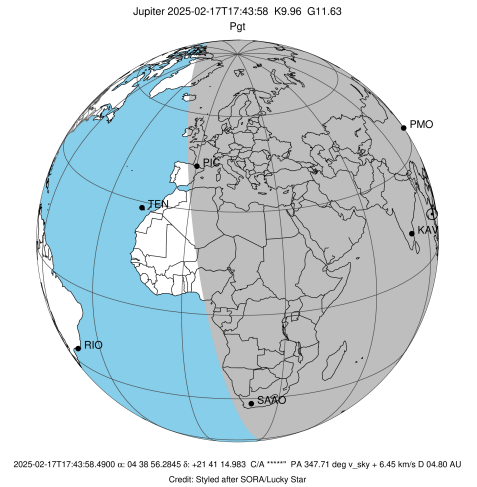 Jupiter 2025-02-17T17:43:58 K9.96 G11.63
Pgt
PMO
PIC
TEN
KAV
RIO
SAAO
2025-02-17T17:43:58.4900 α: 04 38 56.2845 δ: +21 41 14.983 C/A *****" PA 347.71 deg v_sky + 6.45 km/s D 04.80 AU
Credit: Styled after SORA/Lucky Star